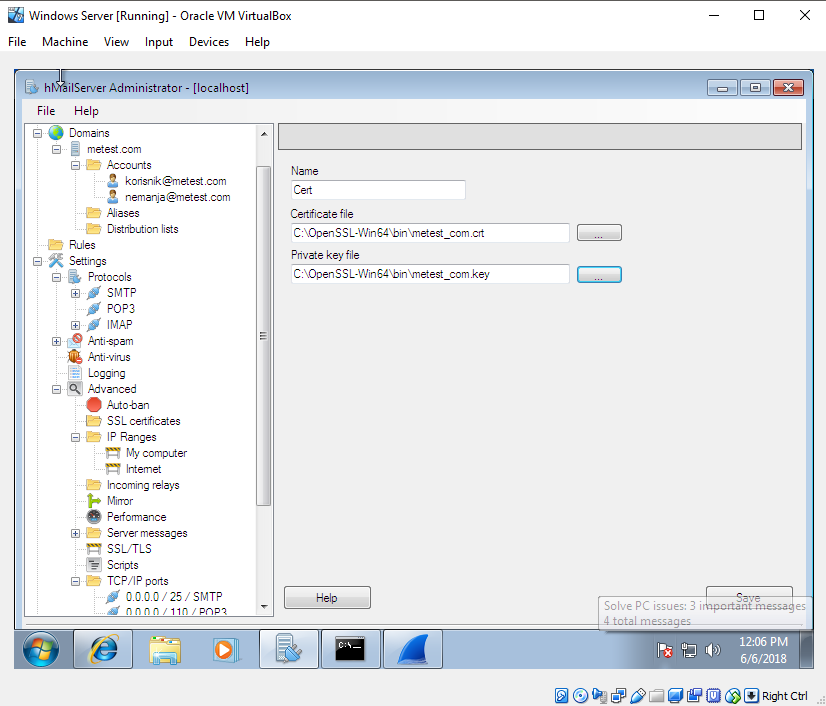 Windows Server [Running] - Oracle VM VirtualBox
File Machine View Input Devices Help
hMailServer Administrator - [localhost]
File Help
Domains
metest.com
Accounts
korisnik@metest.com
nemanja@metest.com
Aliases
Distribution lists
Rules
Settings
Protocols
SMTP
POP3
IMAP
Anti-spam
Anti-virus
Logging
Advanced
Auto-ban
SSL certificates
IP Ranges
My computer
Internet
Incoming relays
Mirror
Performance
Server messages
SSL/TLS
Scripts
TCP/IP ports
0.0.0.0 / 25 / SMTP
0.0.0.0 / 110 / POP3
Name
Cert
Certificate file
C:\OpenSSL-Win64\bin\metest_com.crt
...
Private key file
C:\OpenSSL-Win64\bin\metest_com.key
...
Help
Save
Solve PC issues: 3 important messages
4 total messages
C:\_
12:06 PM
6/6/2018
Right Ctrl